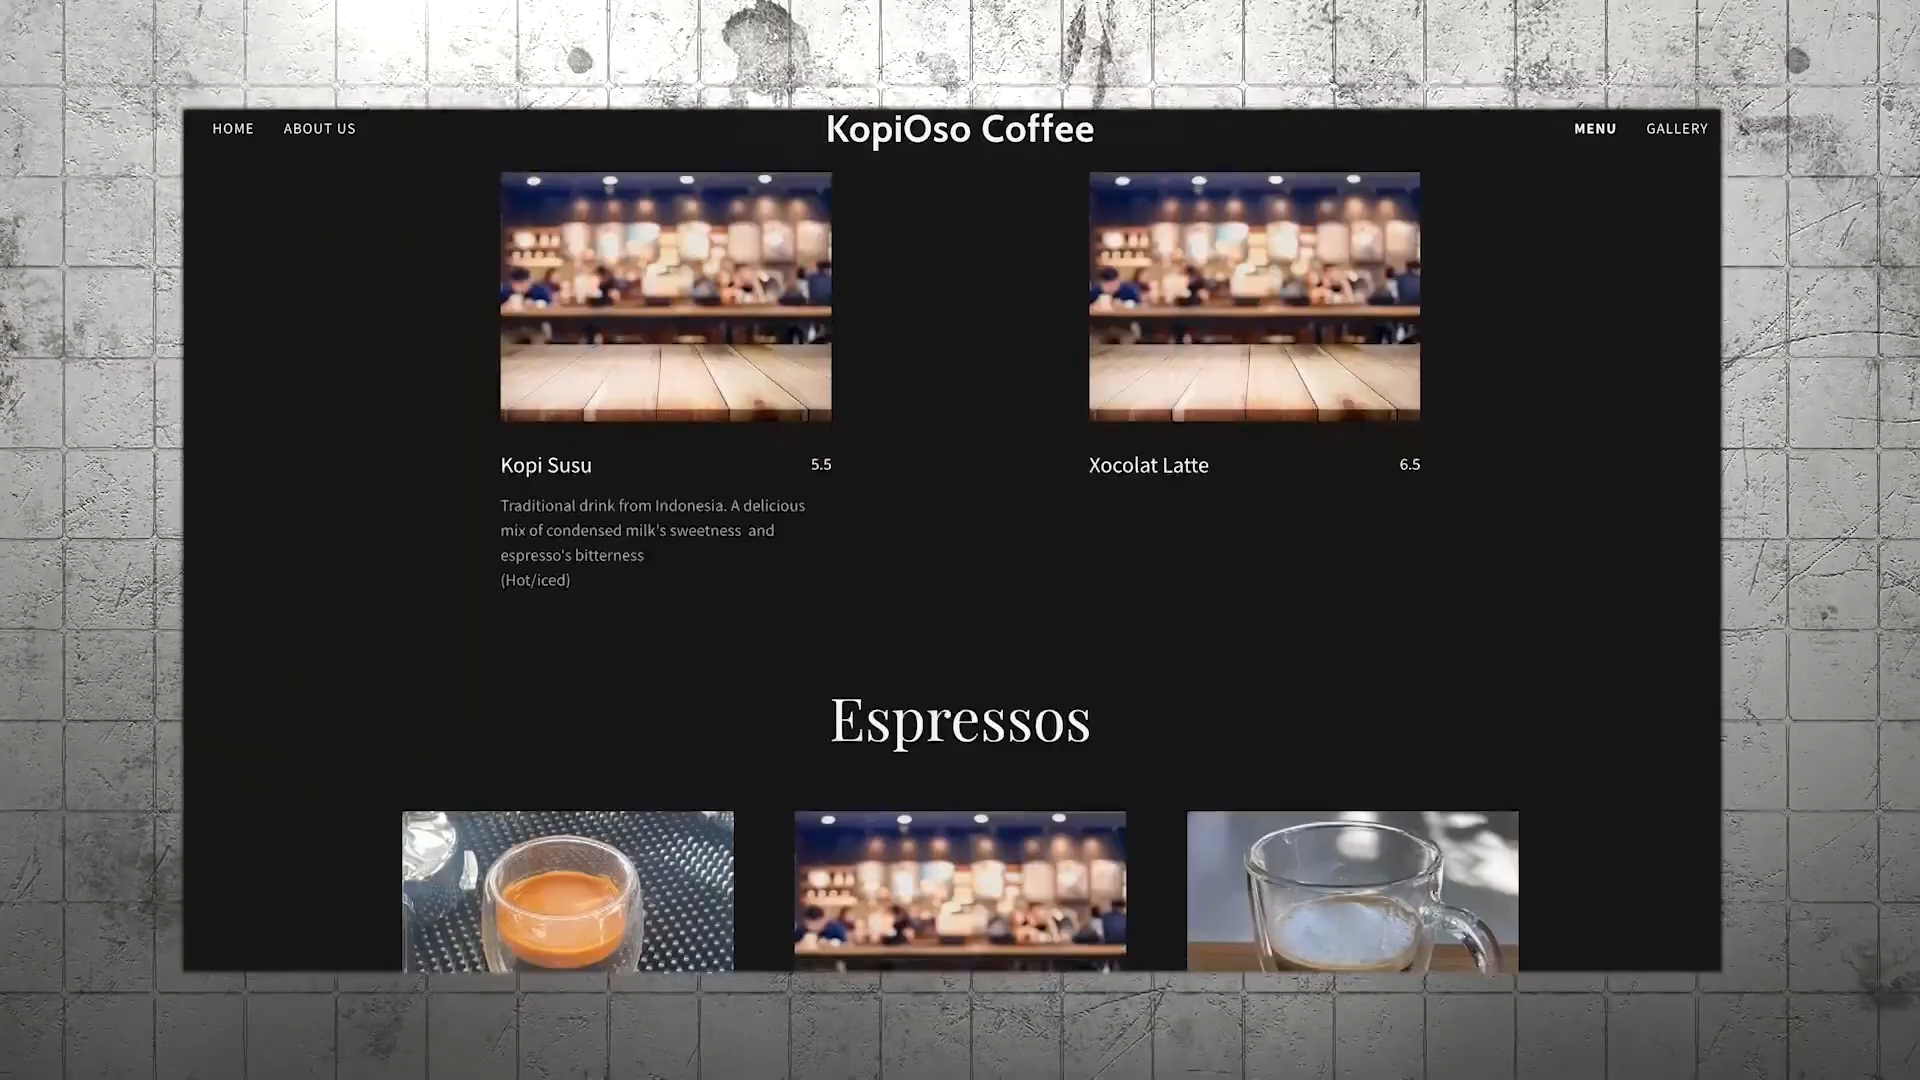 HOME ABOUT US KopiOso Coffee MENU GALLERY
Kopi Susu 5.5
Traditional drink from Indonesia. A delicious
mix of condensed milk's sweetness and
espresso's bitterness
(Hot/iced)
Xocolat Latte 6.5
Espressos